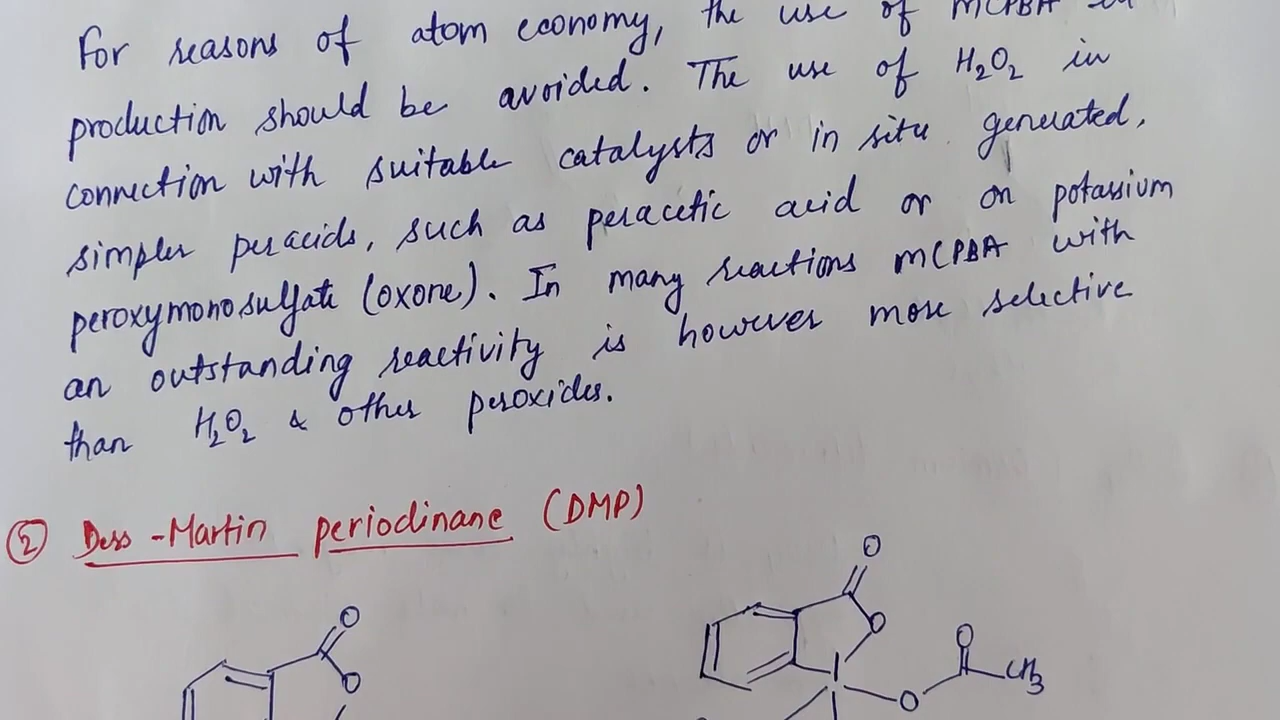 For reasons of atom economy, the use of MCPBA in
production should be avoided. The use of H2O2 in
connection with suitable catalysts or in situ generated,
simpler peracids, such as peracetic acid or on potassium
peroxymonosulfate (oxone). In many reactions mCPBA with
an outstanding reactivity is however more selective
than H2O2 & other peroxides.
② Dess-Martin periodinane (DMP)
O
O
O
O
O
I
O
CH3